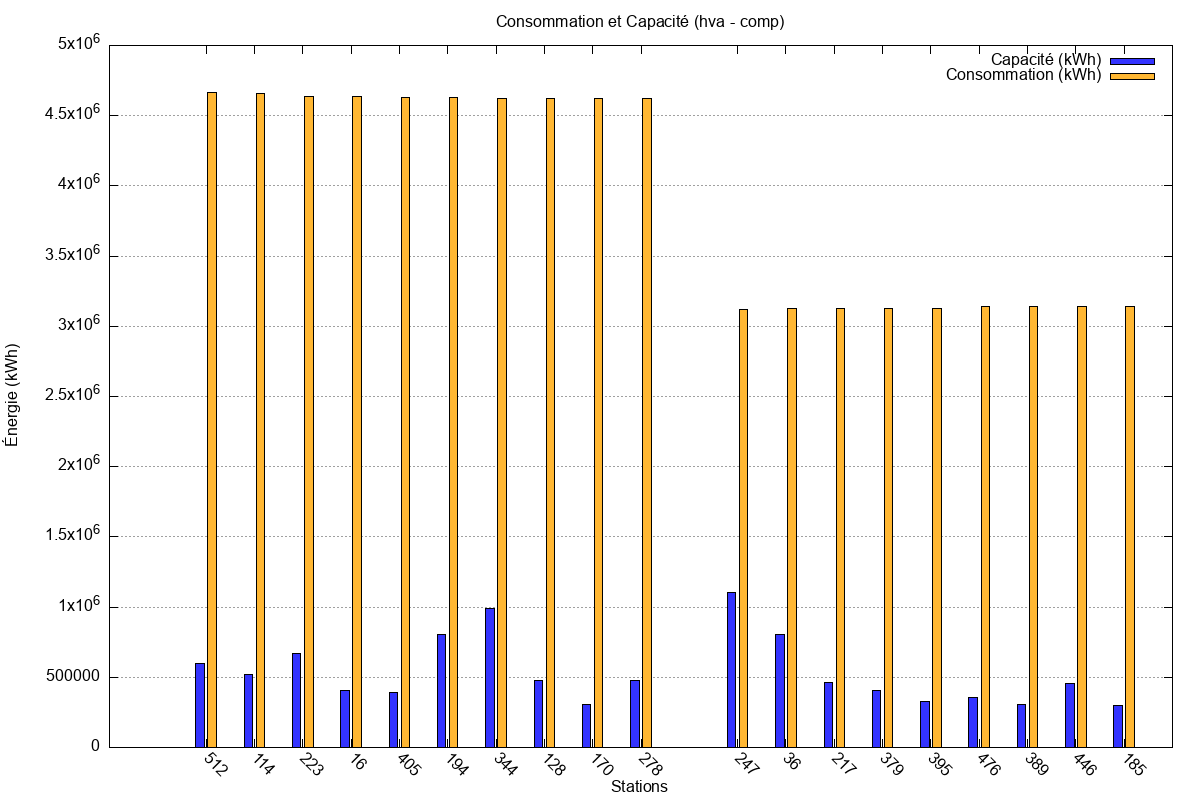 Consommation et Capacité (hva - comp)
Capacité (kWh)
Consommation (kWh)
5x10^6
4.5x10^6
4x10^6
3.5x10^6
3x10^6
2.5x10^6
2x10^6
1.5x10^6
1x10^6
500000
0
Énergie (kWh)
512 114 223 16 405 194 344 128 170 278 247 36 217 379 395 476 389 446 185
Stations